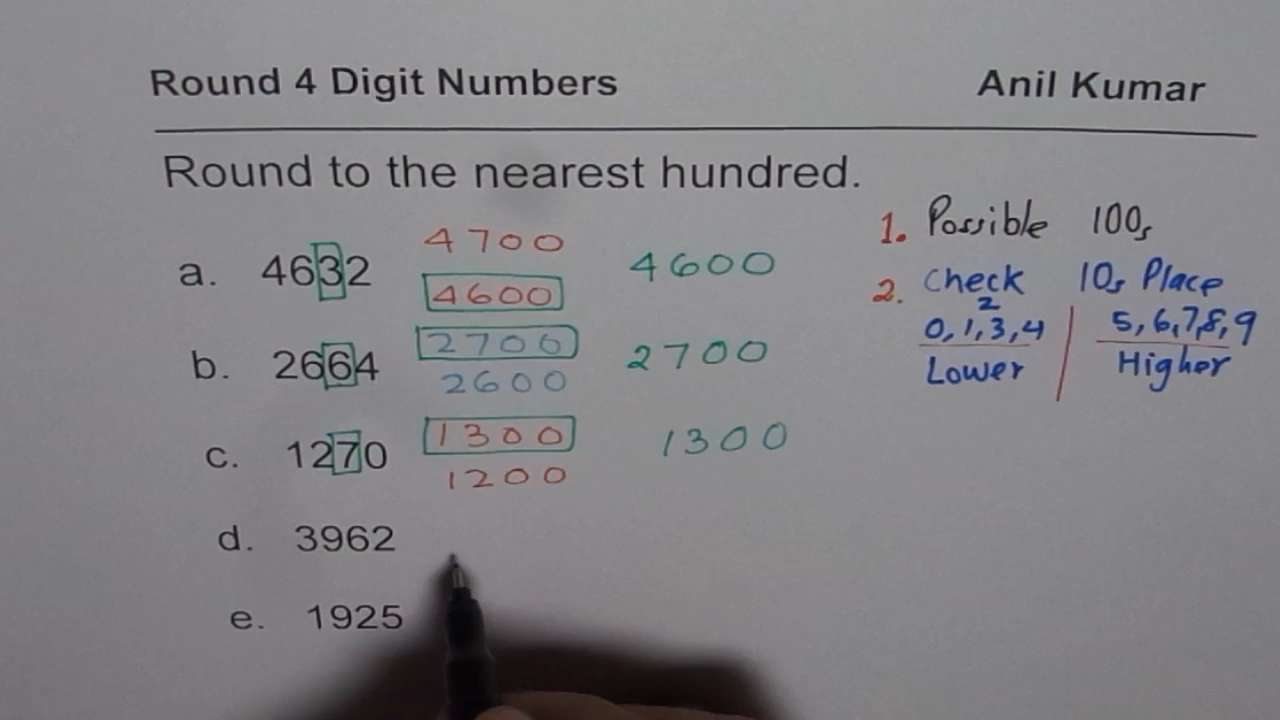 Round 4 Digit Numbers Anil Kumar
Round to the nearest hundred.
1. Possible 100s
2. Check 10s Place
0, 1, 2, 3, 4 | 5, 6, 7, 8, 9
Lower | Higher
4700
a. 4632 4600
4600
b. 2664 2700 2700
2600
c. 1270 1300 1300
1200
d. 3962
e. 1925